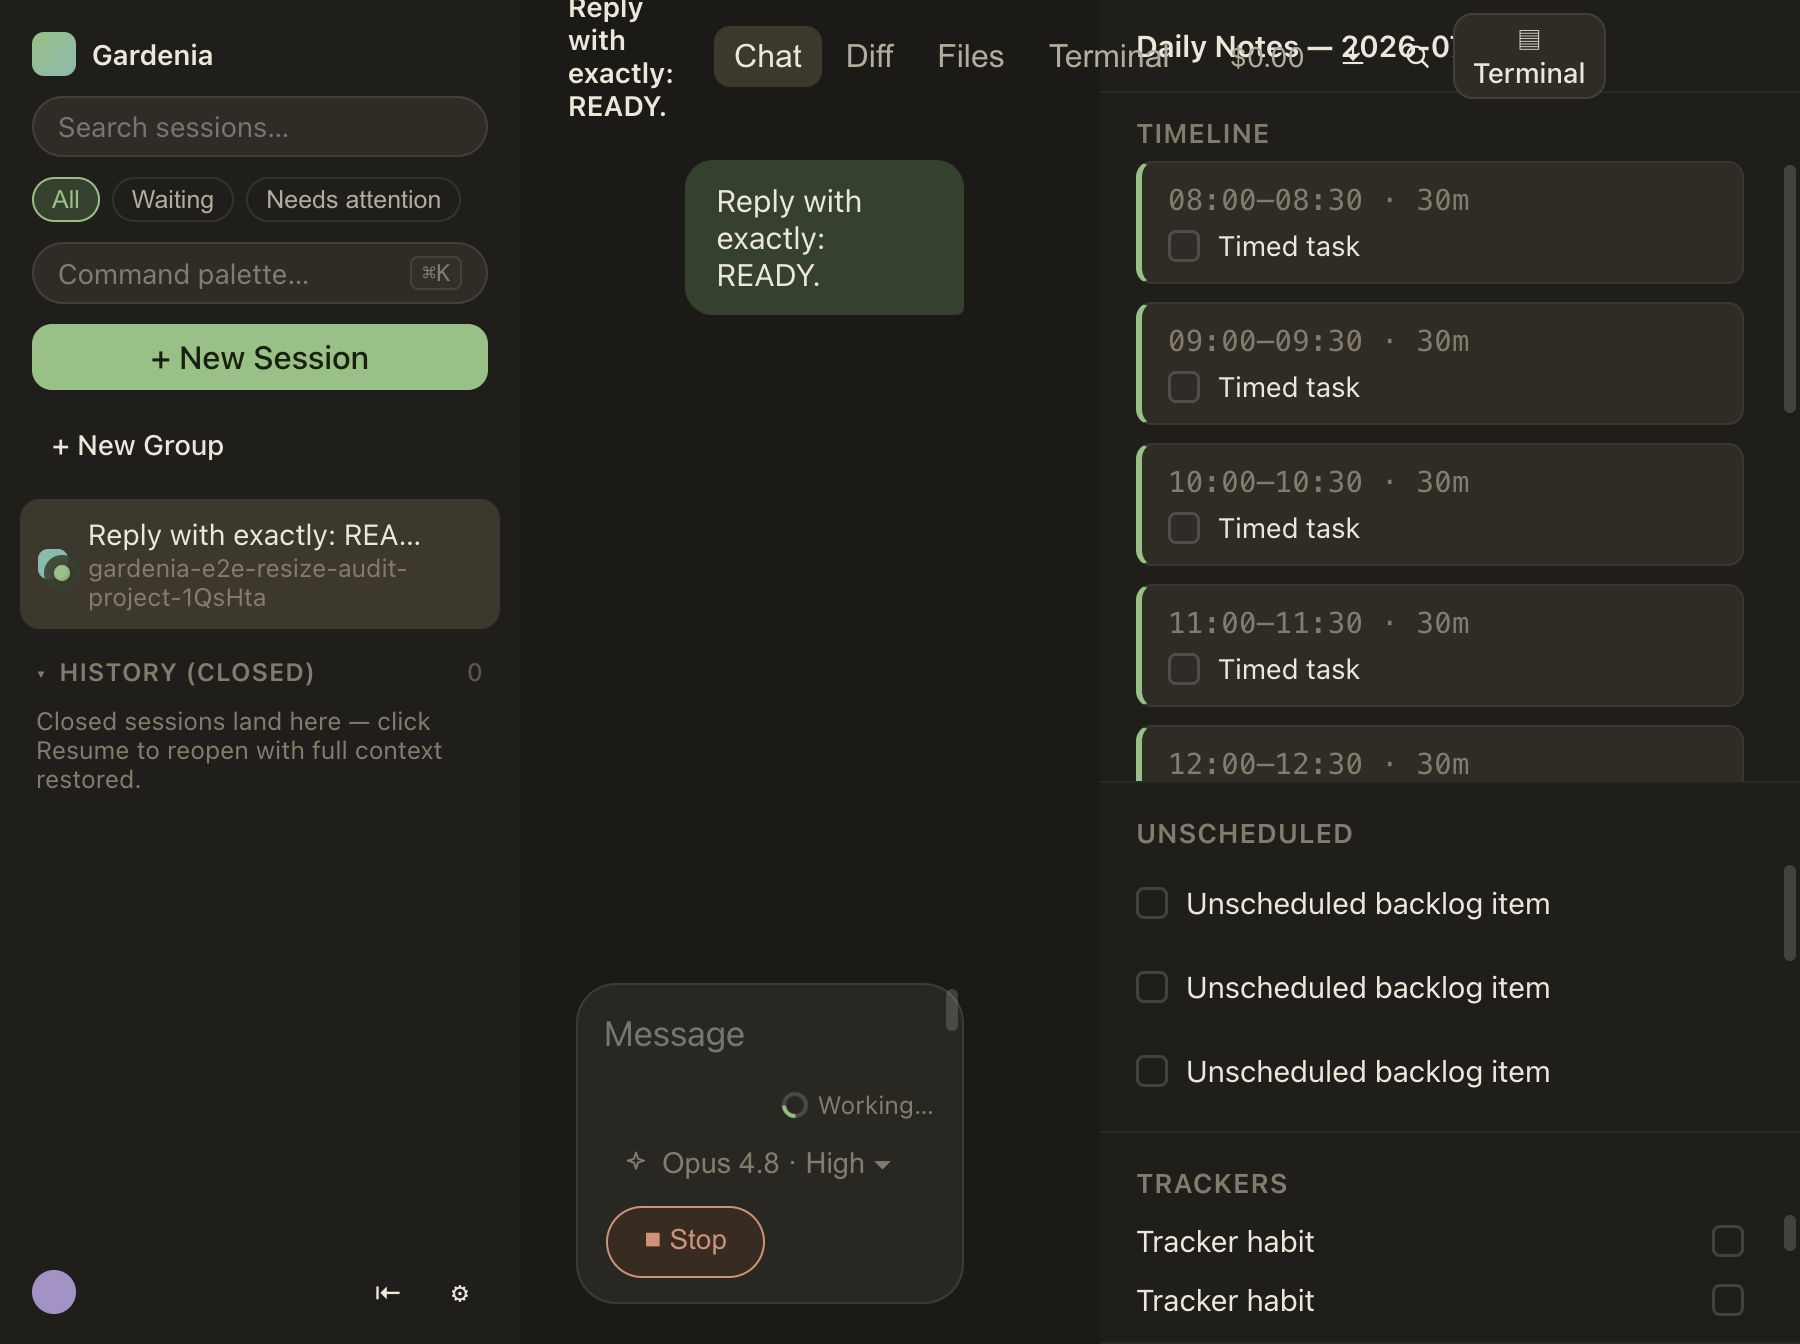 Gardenia
Search sessions...
All
Waiting
Needs attention
Command palette...
⌘K
+ New Session
+ New Group
Reply with exactly: REA...
gardenia-e2e-resize-audit-
project-1QsHta
HISTORY (CLOSED)
0
Closed sessions land here — click
Resume to reopen with full context
restored.
Reply
with
exactly:
READY.
Chat
Diff
Files
Terminal
$0.00
Reply with
exactly:
READY.
Message
Working...
Opus 4.8 · High
Stop
Daily Notes —
Terminal
TIMELINE
08:00–08:30 · 30m
Timed task
09:00–09:30 · 30m
Timed task
10:00–10:30 · 30m
Timed task
11:00–11:30 · 30m
Timed task
12:00–12:30 · 30m
UNSCHEDULED
Unscheduled backlog item
Unscheduled backlog item
Unscheduled backlog item
TRACKERS
Tracker habit
Tracker habit